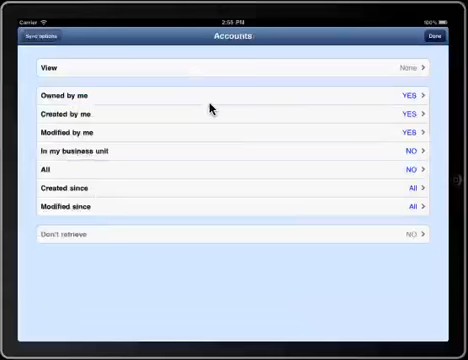 Carrier 2:55 PM 100%
Sync options Accounts Done
View None
Owned by me YES
Created by me YES
Modified by me YES
In my business unit NO
All NO
Created since All
Modified since All
Don't retrieve NO